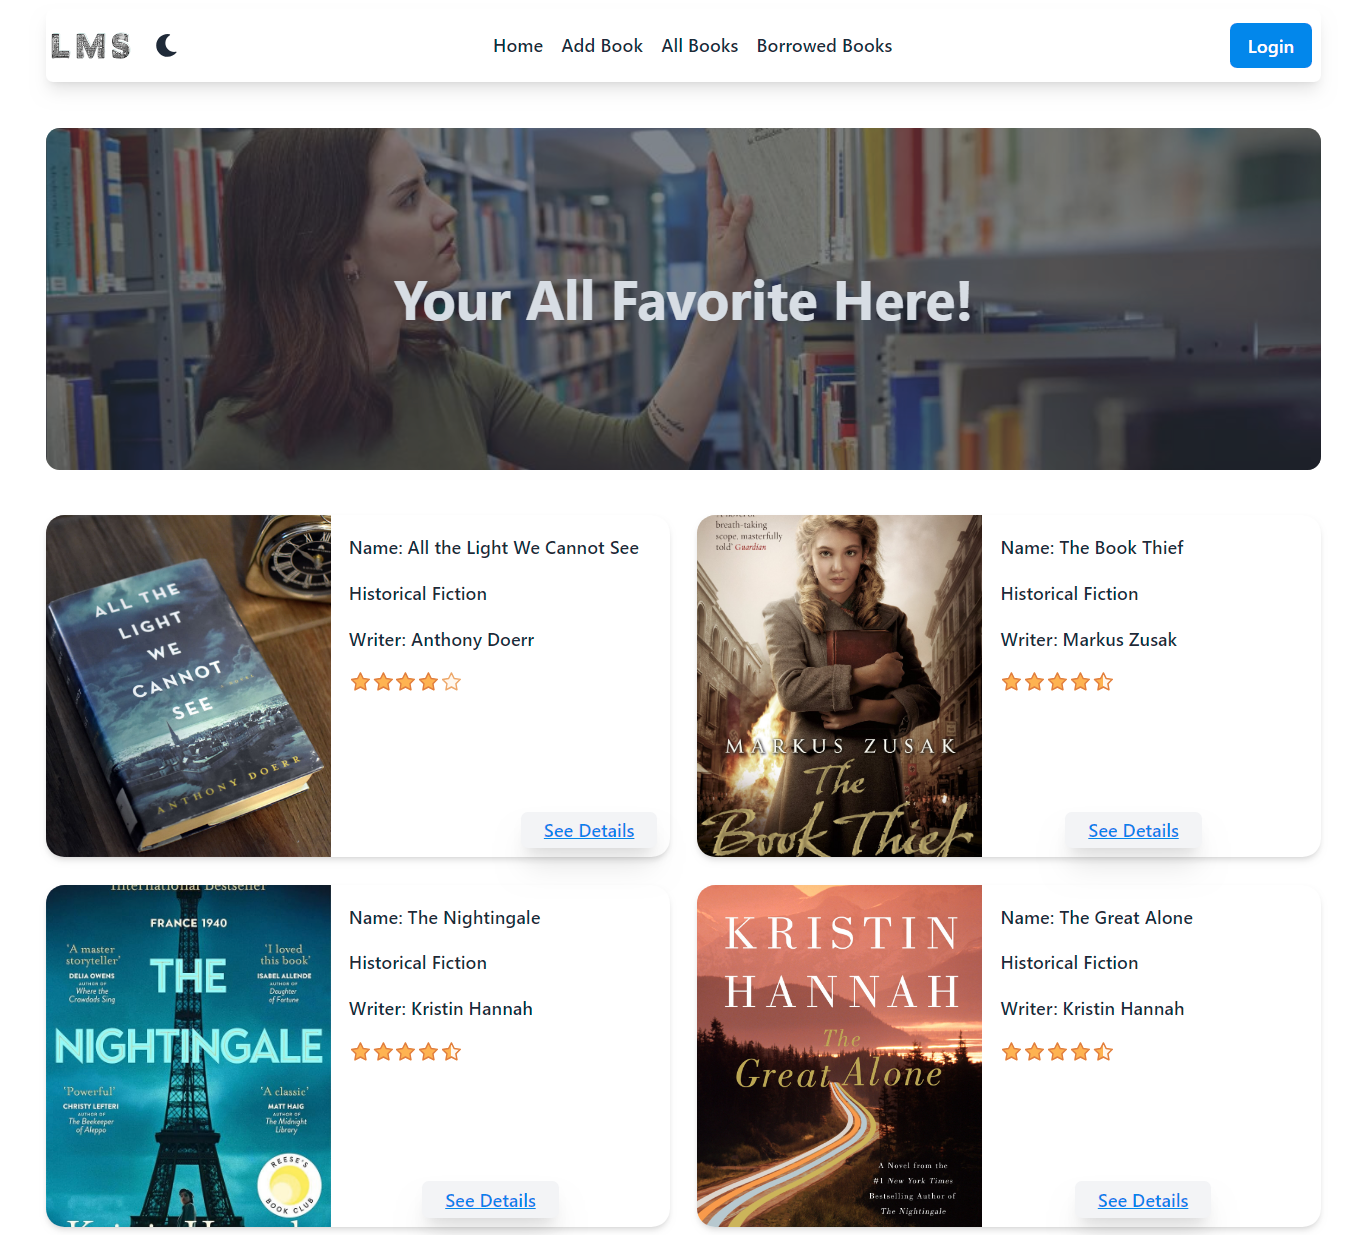 LMS
Home Add Book All Books Borrowed Books
Login
Your All Favorite Here!
ALL THE
LIGHT
WE
CANNOT
SEE
ANTHONY DOERR
Name: All the Light We Cannot See
Historical Fiction
Writer: Anthony Doerr
See Details
breath-taking
scope, masterfully
told' Guardian
MARKUS ZUSAK
The
Book Thief
Name: The Book Thief
Historical Fiction
Writer: Markus Zusak
See Details
International Bestseller
FRANCE 1940
'A master
storyteller'
DELIA OWENS
AUTHOR OF
Where the
Crawdads Sing
'I loved
this book'
ISABEL ALLENDE
AUTHOR OF
Daughter
of Fortune
THE
NIGHTINGALE
'Powerful'
CHRISTY LEFTERI
AUTHOR OF
The Beekeeper
of Aleppo
'A classic'
MATT HAIG
AUTHOR OF
The Midnight
Library
REESE'S
BOOK CLUB
Name: The Nightingale
Historical Fiction
Writer: Kristin Hannah
See Details
KRISTIN
HANNAH
The
Great Alone
A Novel from the
#1 New York Times
Bestselling Author of
The Nightingale
Name: The Great Alone
Historical Fiction
Writer: Kristin Hannah
See Details